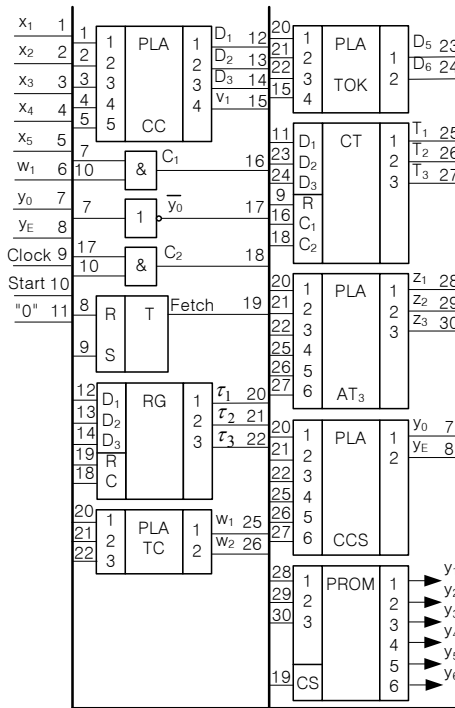 x1 1
x2 2
x3 3
x4 4
x5 5
w1 6
y0 7
yE 8
Clock 9
Start 10
"0" 11
1 1 PLA 1 D1 12
2 2 2 D2 13
3 3 3 D3 14
4 4 4 v1 15
5 5 CC
7 & C1 16
10
7 1 y0 17
17 & C2 18
10
8 R T Fetch 19
9 S
12 D1 RG 1 τ1 20
13 D2 2 τ2 21
14 D3 3 τ3 22
19 R
18 C
20 1 PLA 1 w1 25
21 2 TC 2 w2 26
22 3
20 1 PLA 1 D5 23
21 2 2 D6 24
22 3
15 4 TOK
11 D1 CT 1 T1 25
23 D2 2 T2 26
24 D3 3 T3 27
9 R
16 C1
18 C2
20 1 PLA 1 z1 28
21 2 2 z2 29
22 3 3 z3 30
25 4
26 5
27 6 AT3
20 1 PLA 1 y0 7
21 2 2 yE 8
22 3
25 4
26 5
27 6 CCS
28 1 PROM 1 y1
29 2 2 y2
30 3 3 y3
4 y4
5 y5
19 CS 6 y6